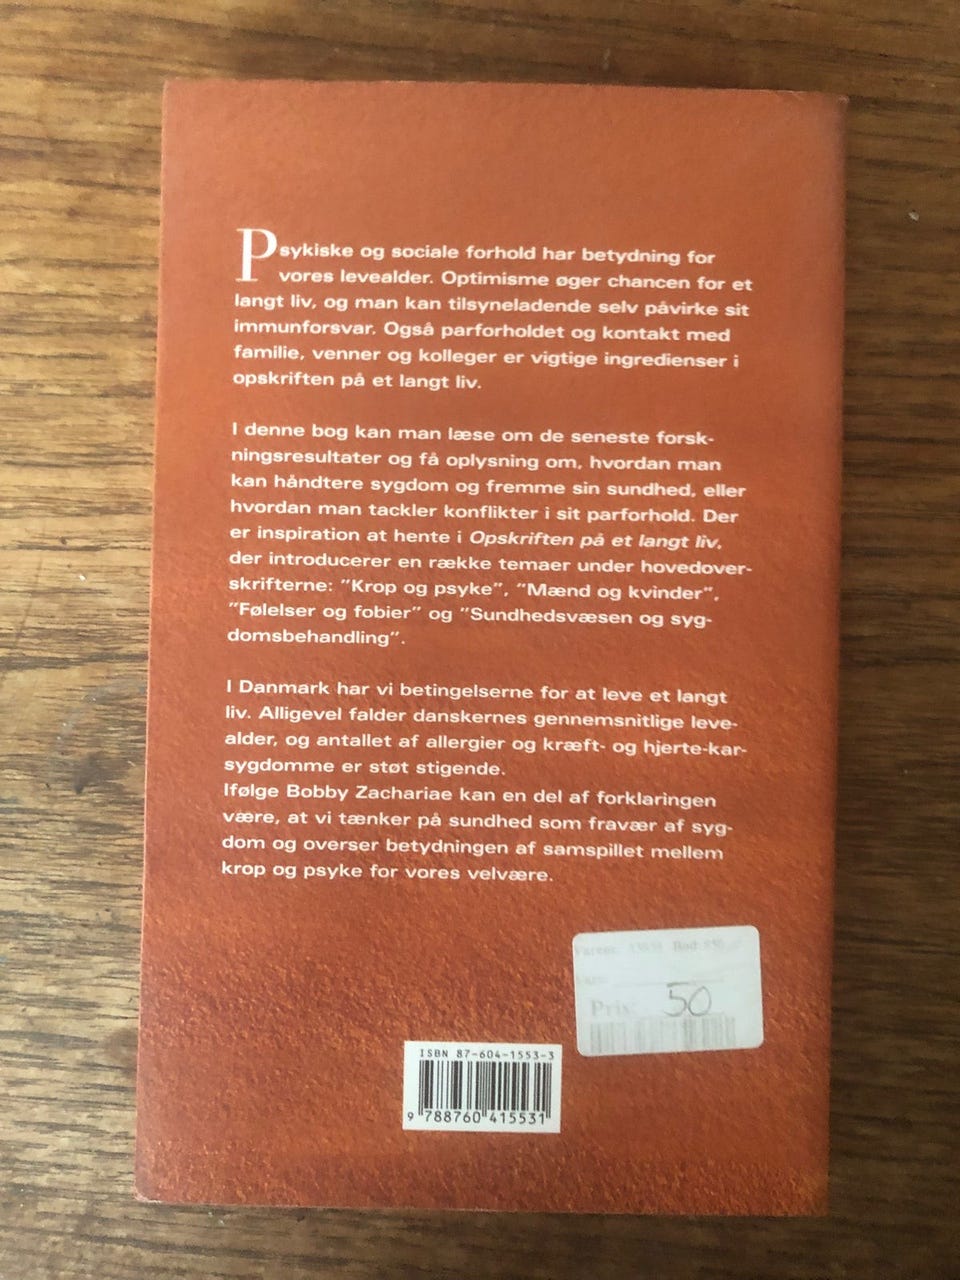 Psykiske og sociale forhold har betydning for
vores levealder. Optimisme øger chancen for et
langt liv, og man kan tilsyneladende selv påvirke sit
immunforsvar. Også parforholdet og kontakt med
familie, venner og kolleger er vigtige ingredienser i
opskriften på et langt liv.
I denne bog kan man læse om de seneste forsk-
ningsresultater og få oplysning om, hvordan man
kan håndtere sygdom og fremme sin sundhed, eller
hvordan man tackler konflikter i sit parforhold. Der
er inspiration at hente i Opskriften på et langt liv,
der introducerer en række temaer under hovedover-
skrifterne: "Krop og psyke", "Mænd og kvinder",
"Følelser og fobier" og "Sundhedsvæsen og syg-
domsbehandling".
I Danmark har vi betingelserne for at leve et langt
liv. Alligevel falder danskernes gennemsnitlige leve-
alder, og antallet af allergier og kræft- og hjerte-kar-
sygdomme er støt stigende.
Ifølge Bobby Zachariae kan en del af forklaringen
være, at vi tænker på sundhed som fravær af syg-
dom og overser betydningen af samspillet mellem
krop og psyke for vores velvære.
Bod
Pris: 50
ISBN 87-604-1553-3
9 788760 415531